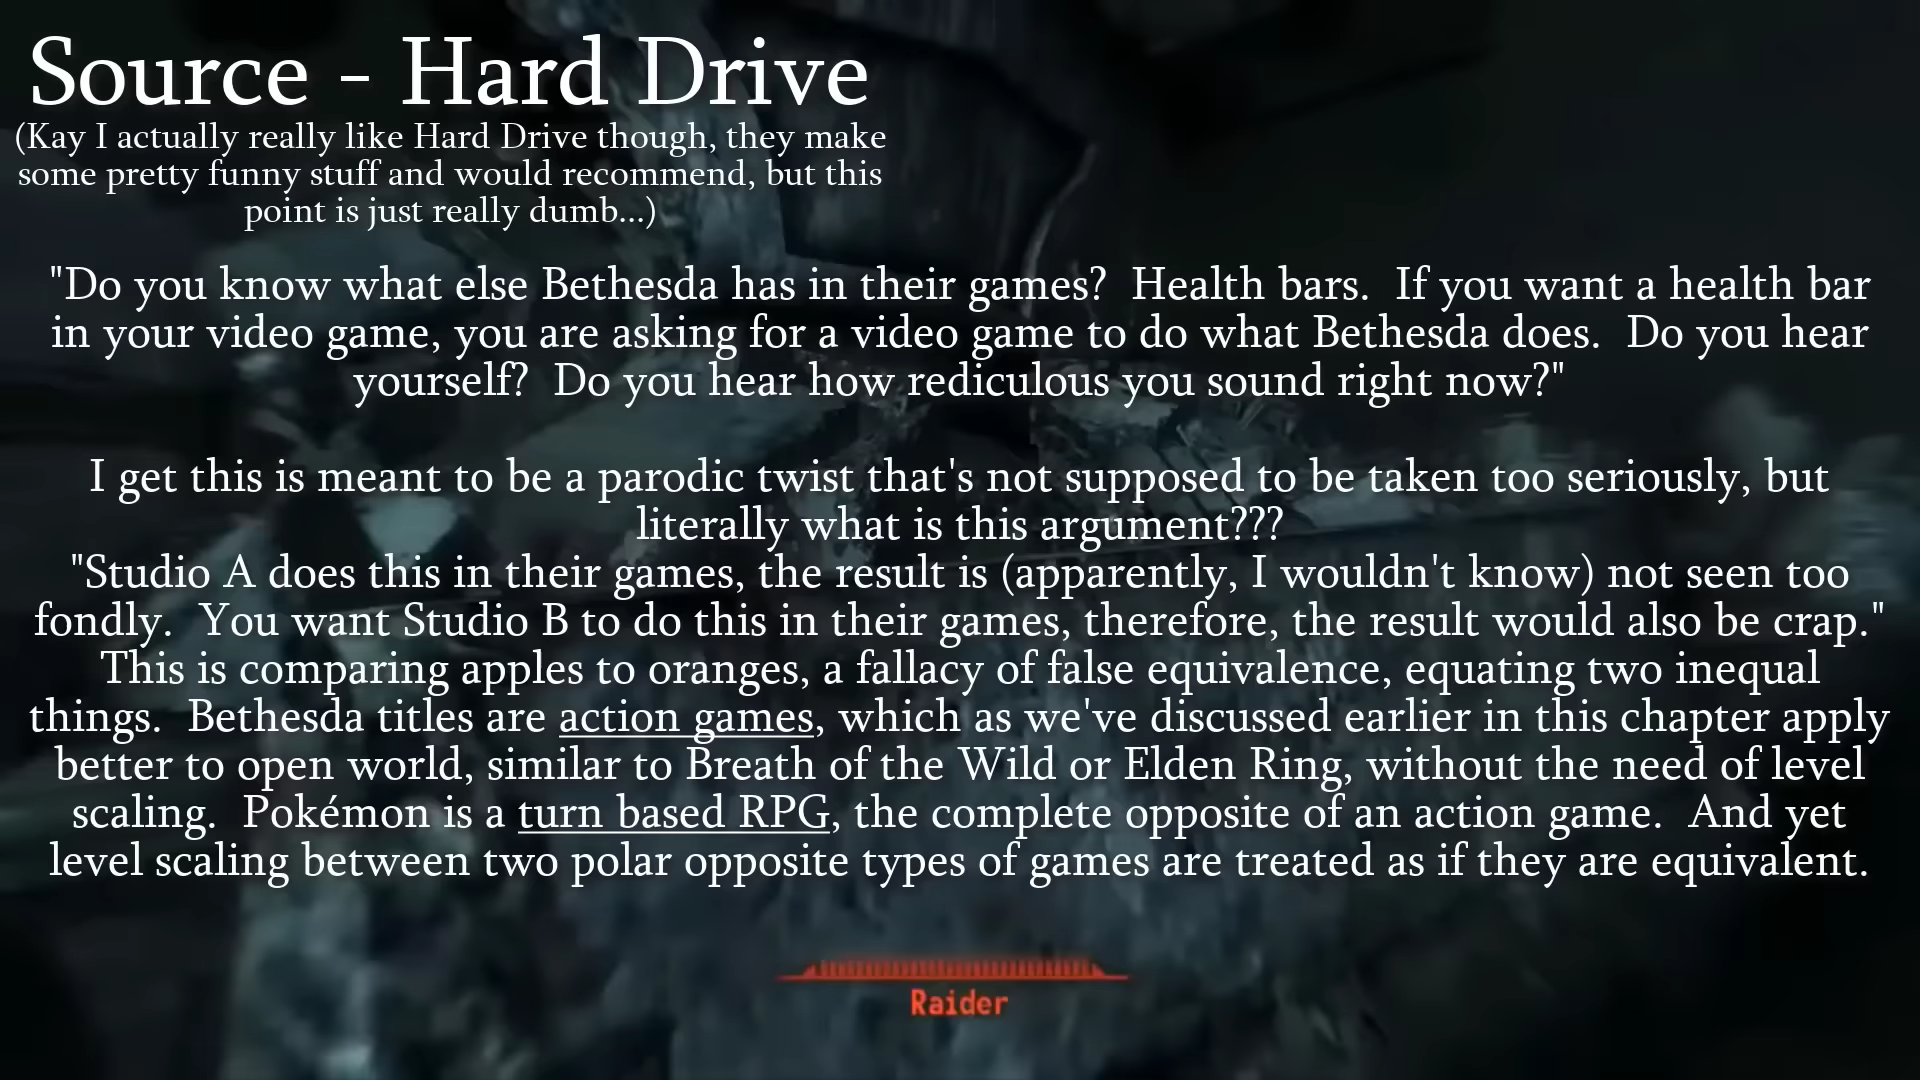 Source - Hard Drive
(Kay I actually really like Hard Drive though, they make
some pretty funny stuff and would recommend, but this
point is just really dumb...)
"Do you know what else Bethesda has in their games?  Health bars.  If you want a health bar
in your video game, you are asking for a video game to do what Bethesda does.  Do you hear
yourself?  Do you hear how rediculous you sound right now?"
I get this is meant to be a parodic twist that's not supposed to be taken too seriously, but
literally what is this argument???
"Studio A does this in their games, the result is (apparently, I wouldn't know) not seen too
fondly.  You want Studio B to do this in their games, therefore, the result would also be crap."
This is comparing apples to oranges, a fallacy of false equivalence, equating two inequal
things.  Bethesda titles are action games, which as we've discussed earlier in this chapter apply
better to open world, similar to Breath of the Wild or Elden Ring, without the need of level
scaling.  Pokémon is a turn based RPG, the complete opposite of an action game.  And yet
level scaling between two polar opposite types of games are treated as if they are equivalent.
Raider